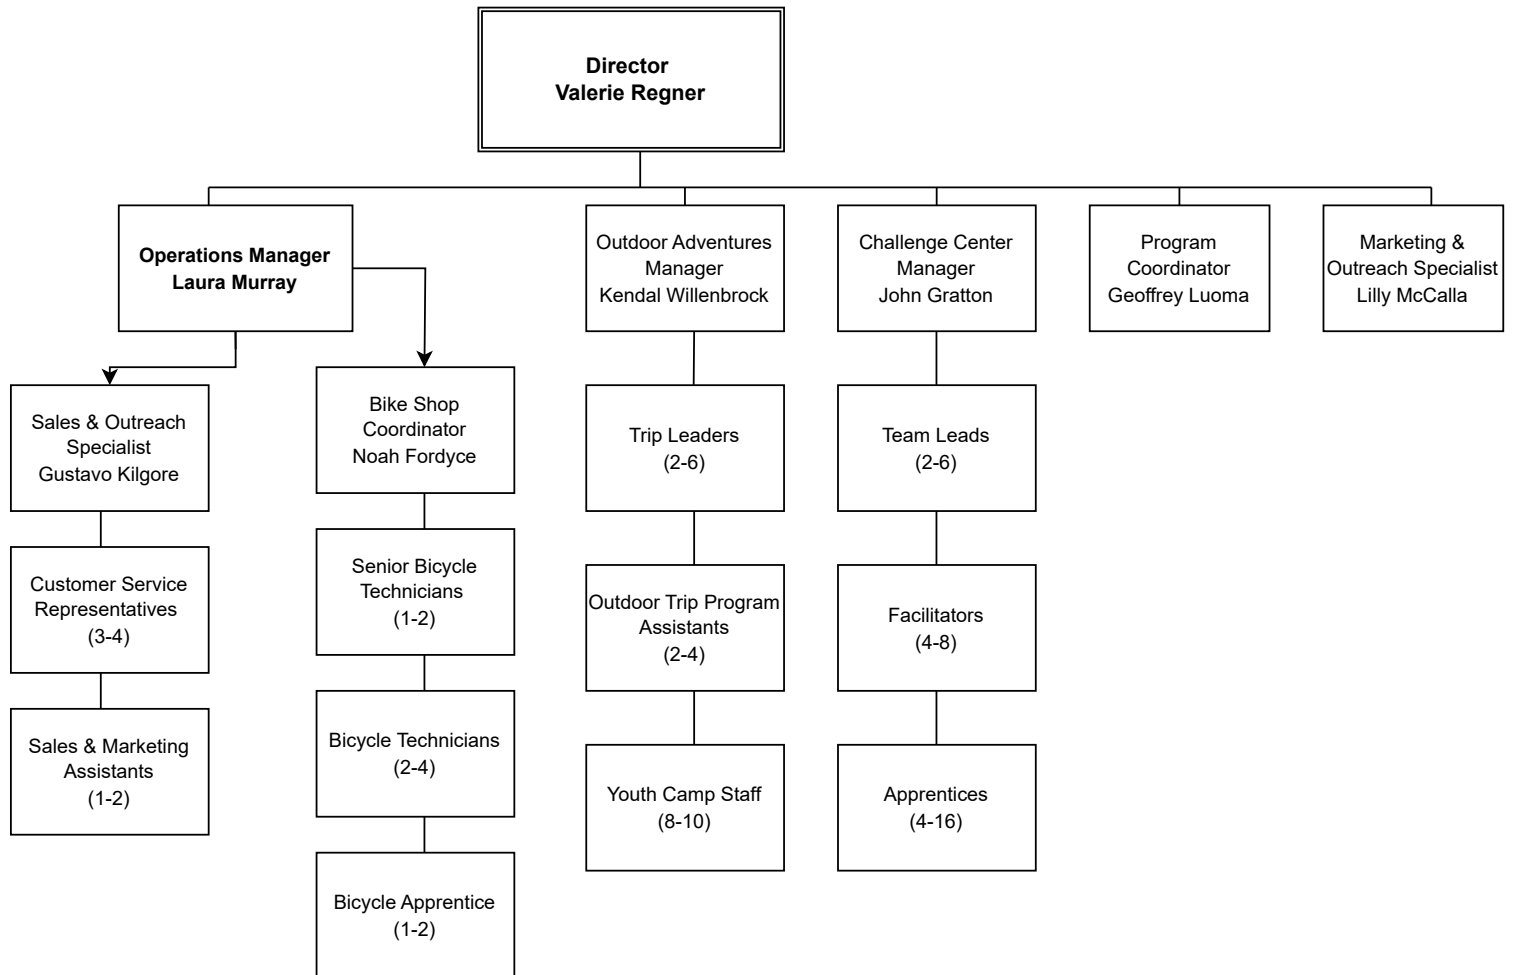 Director
Valerie Regner
Operations Manager
Laura Murray
Outdoor Adventures
Manager
Kendal Willenbrock
Challenge Center
Manager
John Gratton
Program
Coordinator
Geoffrey Luoma
Marketing &
Outreach Specialist
Lilly McCalla
Sales & Outreach
Specialist
Gustavo Kilgore
Bike Shop
Coordinator
Noah Fordyce
Trip Leaders
(2-6)
Team Leads
(2-6)
Customer Service
Representatives
(3-4)
Senior Bicycle
Technicians
(1-2)
Outdoor Trip Program
Assistants
(2-4)
Facilitators
(4-8)
Sales & Marketing
Assistants
(1-2)
Bicycle Technicians
(2-4)
Youth Camp Staff
(8-10)
Apprentices
(4-16)
Bicycle Apprentice
(1-2)